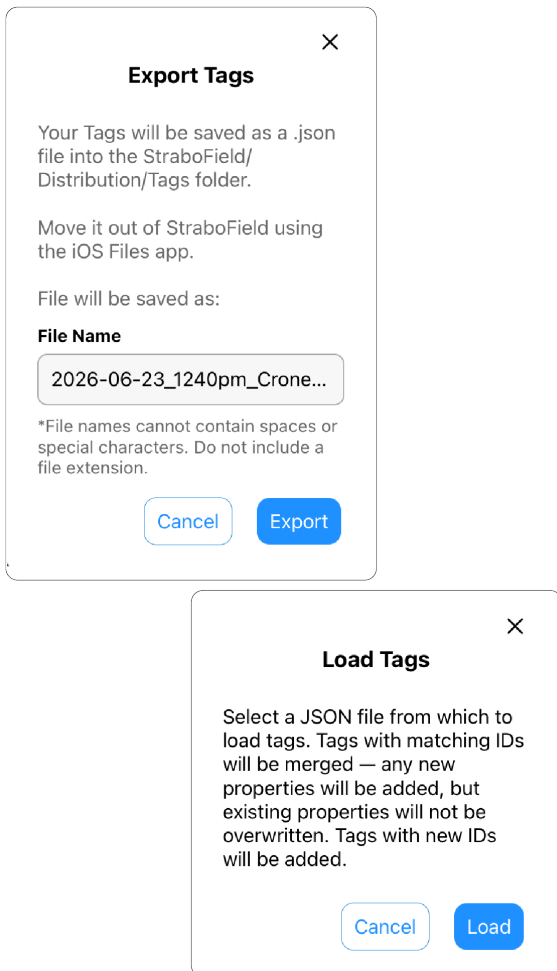 Export Tags
Your Tags will be saved as a .json
file into the StraboField/
Distribution/Tags folder.
Move it out of StraboField using
the iOS Files app.
File will be saved as:
File Name
2026-06-23_1240pm_Crone...
*File names cannot contain spaces or
special characters. Do not include a
file extension.
Cancel
Export
Load Tags
Select a JSON file from which to
load tags. Tags with matching IDs
will be merged — any new
properties will be added, but
existing properties will not be
overwritten. Tags with new IDs
will be added.
Cancel
Load